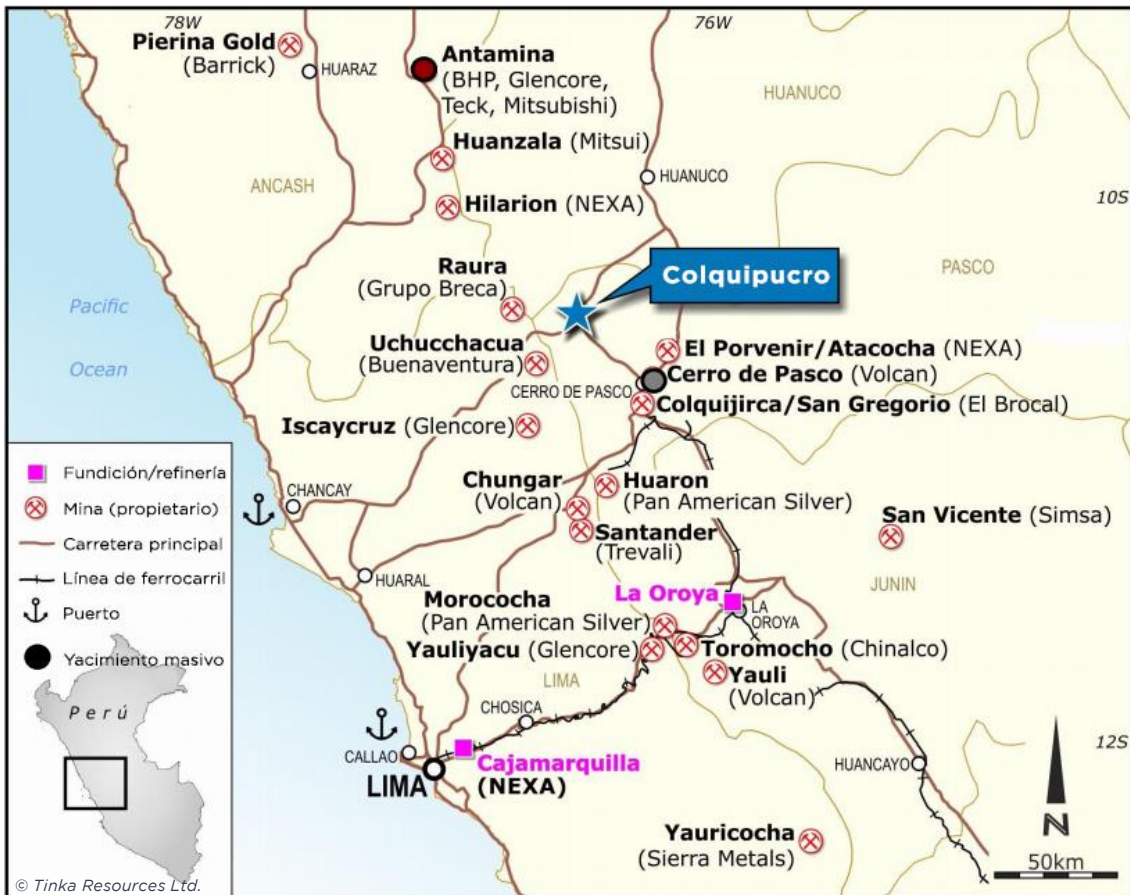 78W
76W
Pierina Gold
(Barrick)
HUARAZ
Antamina
(BHP, Glencore,
Teck, Mitsubishi)
HUANUCO
Huanzala (Mitsui)
HUANUCO
ANCASH
10S
Hilarion (NEXA)
Raura
(Grupo Breca)
Colquipucro
PASCO
Pacific
Ocean
Uchucchacua
(Buenaventura)
El Porvenir/Atacocha (NEXA)
Cerro de Pasco (Volcan)
CERRO DE PASCO
Colquijirca/San Gregorio (El Brocal)
Iscaycruz (Glencore)
Fundición/refinería
Mina (propietario)
Carretera principal
Línea de ferrocarril
Puerto
Yacimiento masivo
Perú
CHANCAY
Chungar
(Volcan)
Huaron
(Pan American Silver)
Santander
(Trevali)
San Vicente (Simsa)
HUARAL
JUNIN
La Oroya
LA
OROYA
Morococha
(Pan American Silver)
Yauliyacu (Glencore)
Toromocho (Chinalco)
Yauli
(Volcan)
LIMA
CHOSICA
CALLAO
LIMA
Cajamarquilla
(NEXA)
12S
HUANCAYO
Yauricocha
(Sierra Metals)
N
50km
© Tinka Resources Ltd.